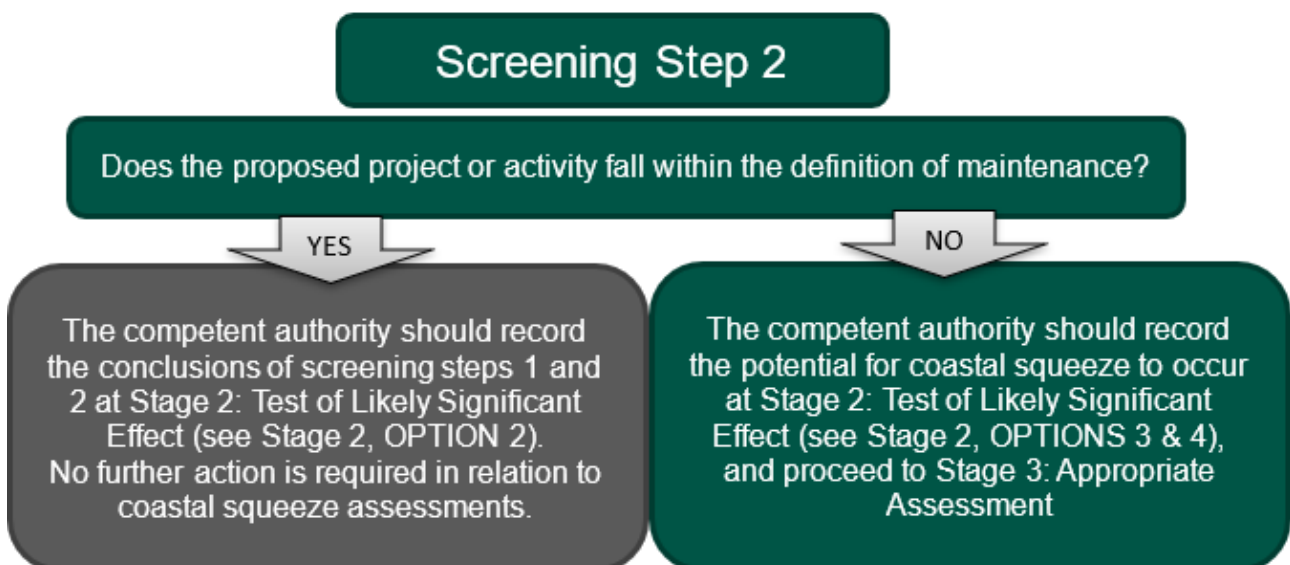 Screening Step 2
Does the proposed project or activity fall within the definition of maintenance?
YES
NO
The competent authority should record
the conclusions of screening steps 1 and
2 at Stage 2: Test of Likely Significant
Effect (see Stage 2, OPTION 2).
No further action is required in relation to
coastal squeeze assessments.
The competent authority should record
the potential for coastal squeeze to occur
at Stage 2: Test of Likely Significant
Effect (see Stage 2, OPTIONS 3 & 4),
and proceed to Stage 3: Appropriate
Assessment